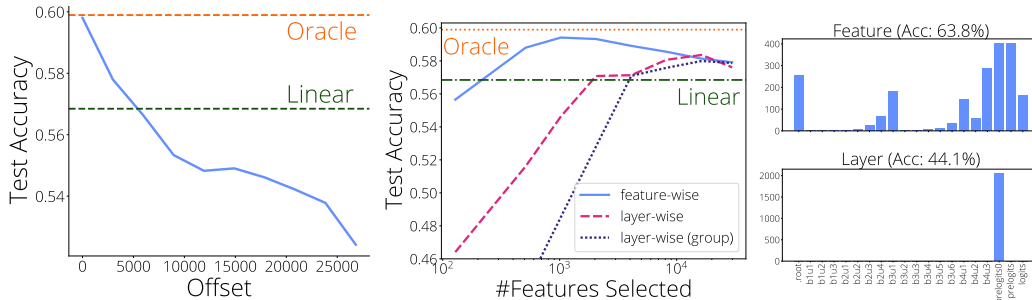 0.60
0.58
0.56
0.54
Test Accuracy
Oracle
Linear
0
5000
10000
15000
20000
25000
Offset
0.60
0.58
0.56
0.54
0.52
0.50
0.48
0.46
Test Accuracy
Oracle
Linear
feature-wise
layer-wise
layer-wise (group)
10²
10³
10⁴
#Features Selected
Feature (Acc: 63.8%)
400
300
200
100
0
Layer (Acc: 44.1%)
2000
1500
1000
500
0
.root
b1u1
b1u2
b1u3
b2u1
b2u2
b2u3
b2u4
b3u1
b3u2
b3u3
b3u4
b3u5
b3u6
b4u1
b4u2
b4u3
prelogits0
prelogits
logits